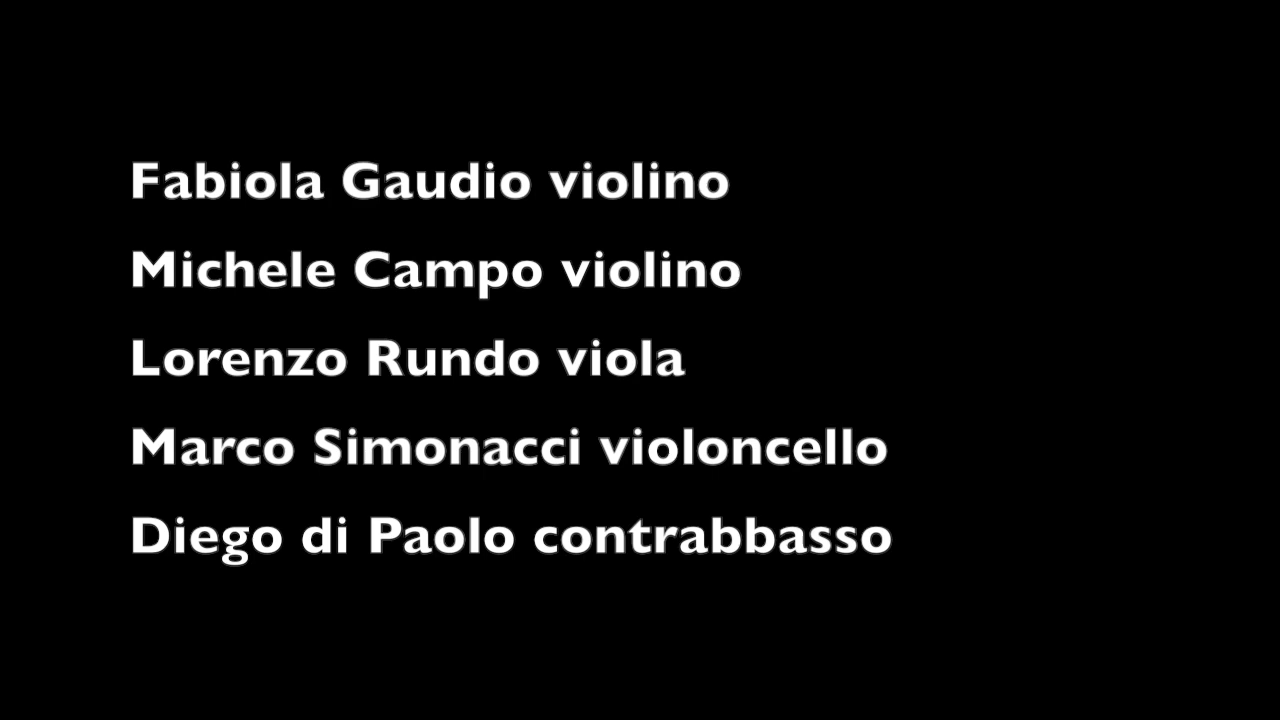 Fabiola Gaudio violino
Michele Campo violino
Lorenzo Rundo viola
Marco Simonacci violoncello
Diego di Paolo contrabbasso